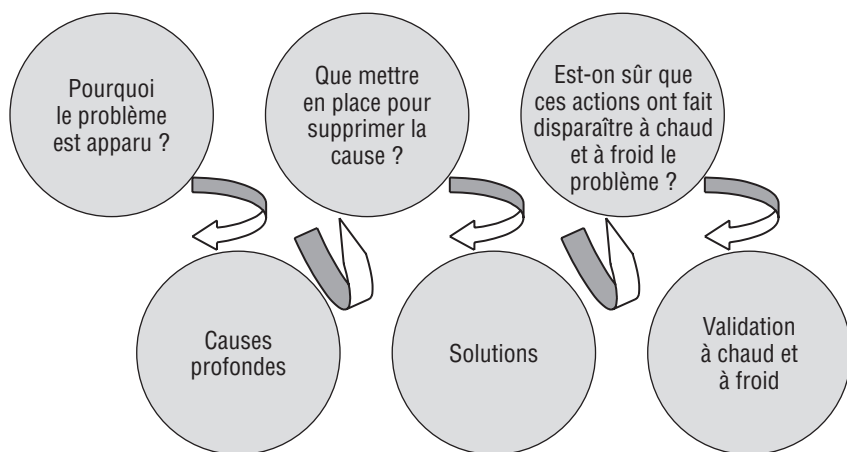 Pourquoi
le problème
est apparu ?
Que mettre
en place pour
supprimer la
cause ?
Est-on sûr que
ces actions ont fait
disparaître à chaud
et à froid le
problème ?
Causes
profondes
Solutions
Validation
à chaud et
à froid